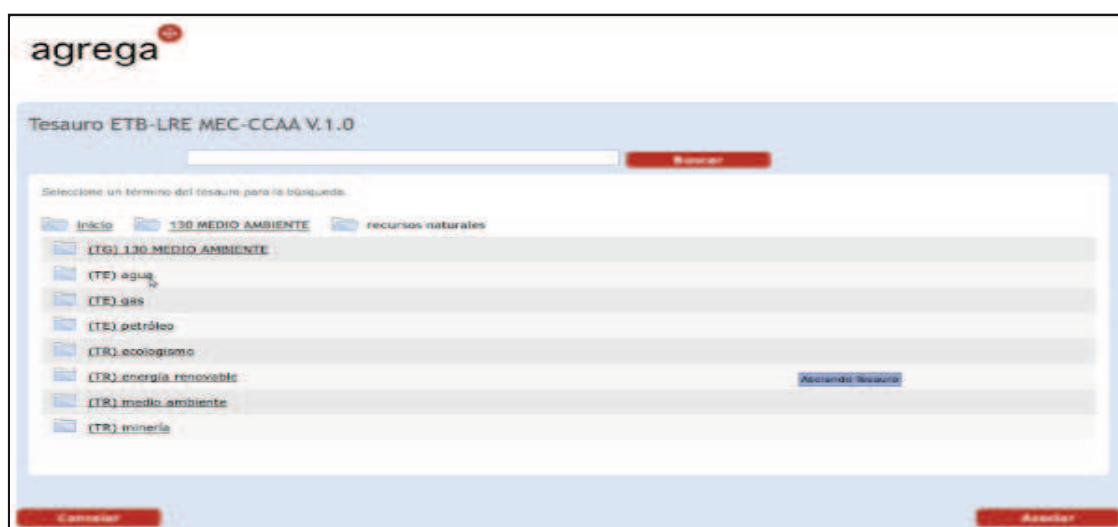 agrega
Tesauro ETB-LRE MEC-CCAA V.1.0
Buscar
Seleccione un término del tesauro para la búsqueda.
Inicio 130 MEDIO AMBIENTE recursos naturales
(TG) 130 MEDIO AMBIENTE
(TE) agua
(TE) gas
(TE) petróleo
(TR) ecologismo
(TR) energía renovable
Abriendo Tesauro
(TR) medio ambiente
(TR) minería
Cancelar Aceptar